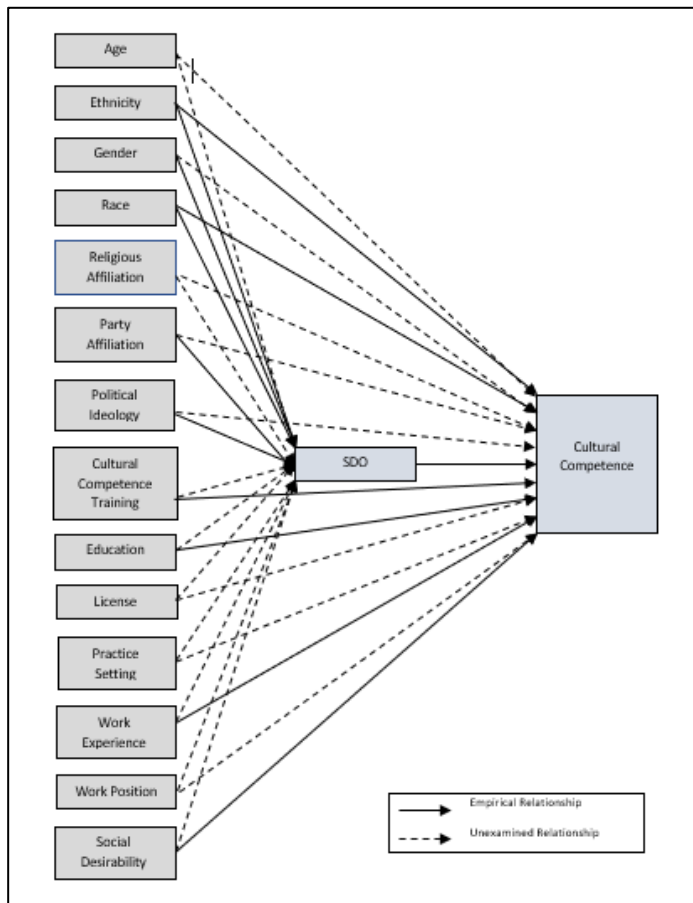 Age
Ethnicity
Gender
Race
Religious
Affiliation
Party
Affiliation
Political
Ideology
Cultural
Competence
Training
Education
License
Practice
Setting
Work
Experience
Work Position
Social
Desirability
SDO
Cultural
Competence
Empirical Relationship
Unexamined Relationship